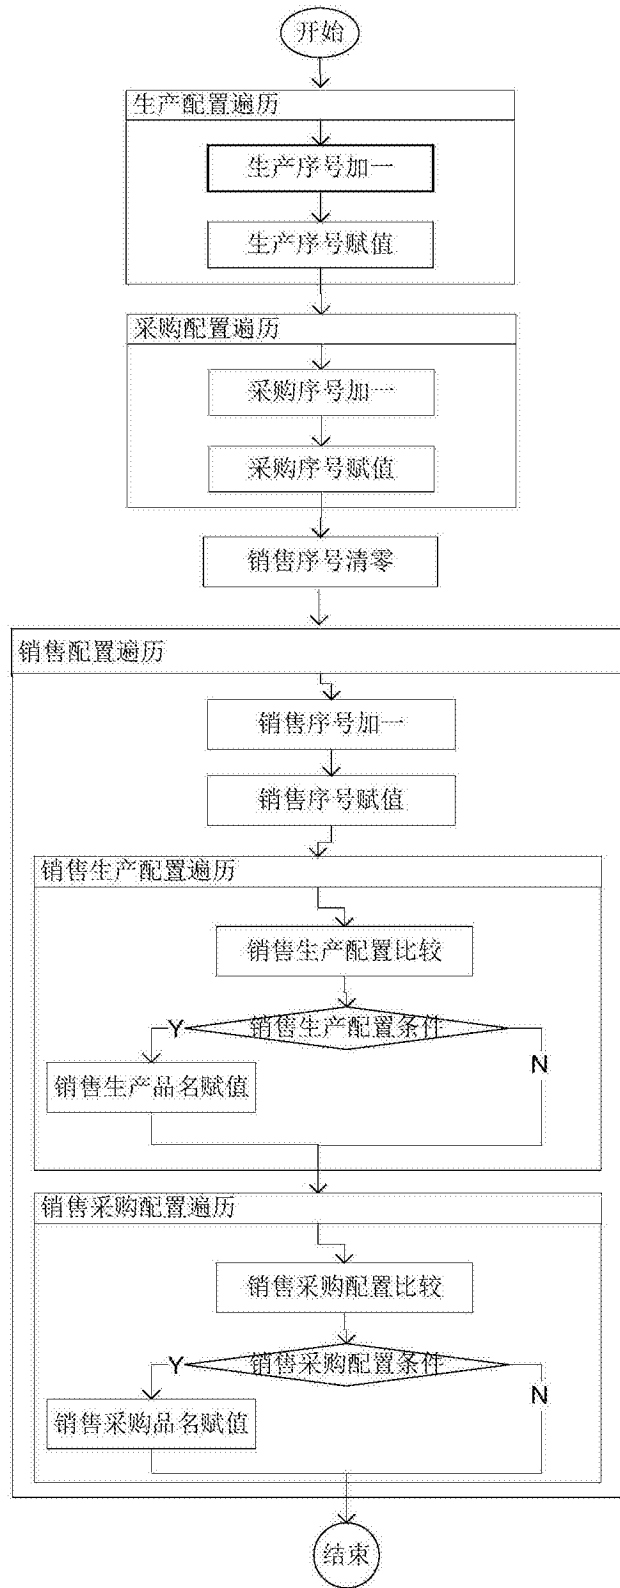 开始
生产配置遍历
生产序号加一
生产序号赋值
采购配置遍历
采购序号加一
采购序号赋值
销售序号清零
销售配置遍历
销售序号加一
销售序号赋值
销售生产配置遍历
销售生产配置比较
销售生产配置条件
Y
N
销售生产品名赋值
销售采购配置遍历
销售采购配置比较
销售采购配置条件
Y
N
销售采购品名赋值
结束